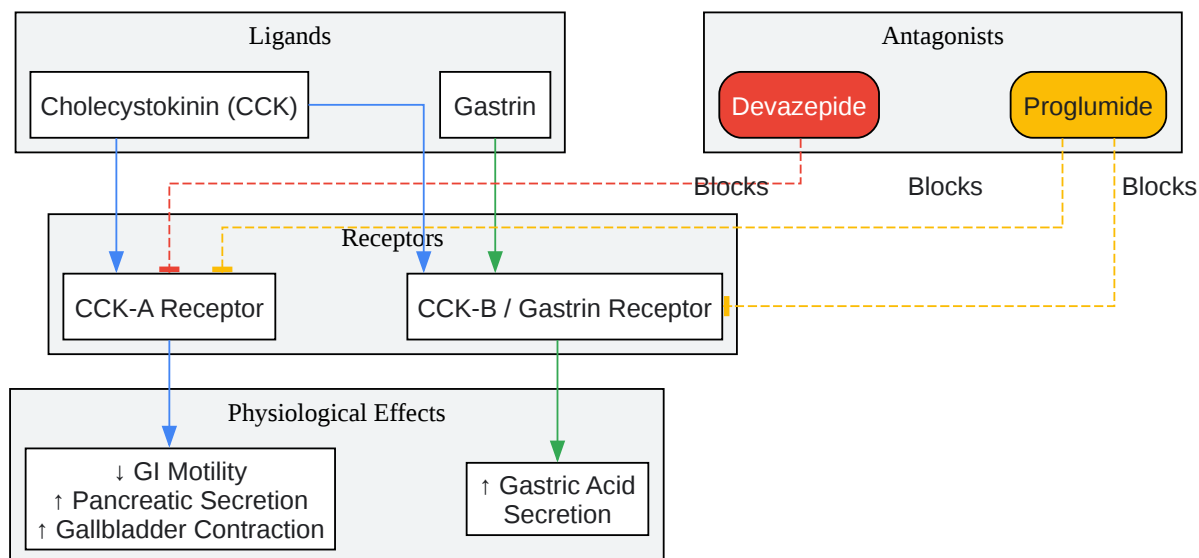 Ligands
Antagonists
Cholecystokinin (CCK)
Gastrin
Devazepide
Proglumide
Blocks
Blocks
Blocks
Receptors
CCK-A Receptor
CCK-B / Gastrin Receptor
Physiological Effects
↓ GI Motility
↑ Pancreatic Secretion
↑ Gallbladder Contraction
↑ Gastric Acid
Secretion